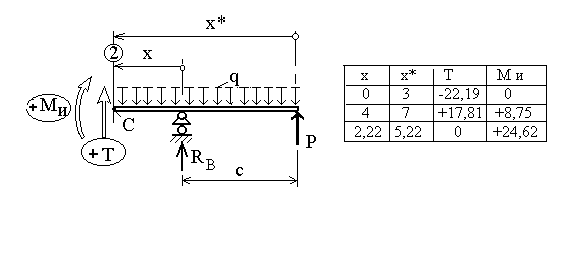 x*
2
x
q
+Mи
C
+T
RB
P
c
x x* T Mи
0 3 -22,19 0
4 7 +17,81 +8,75
2,22 5,22 0 +24,62